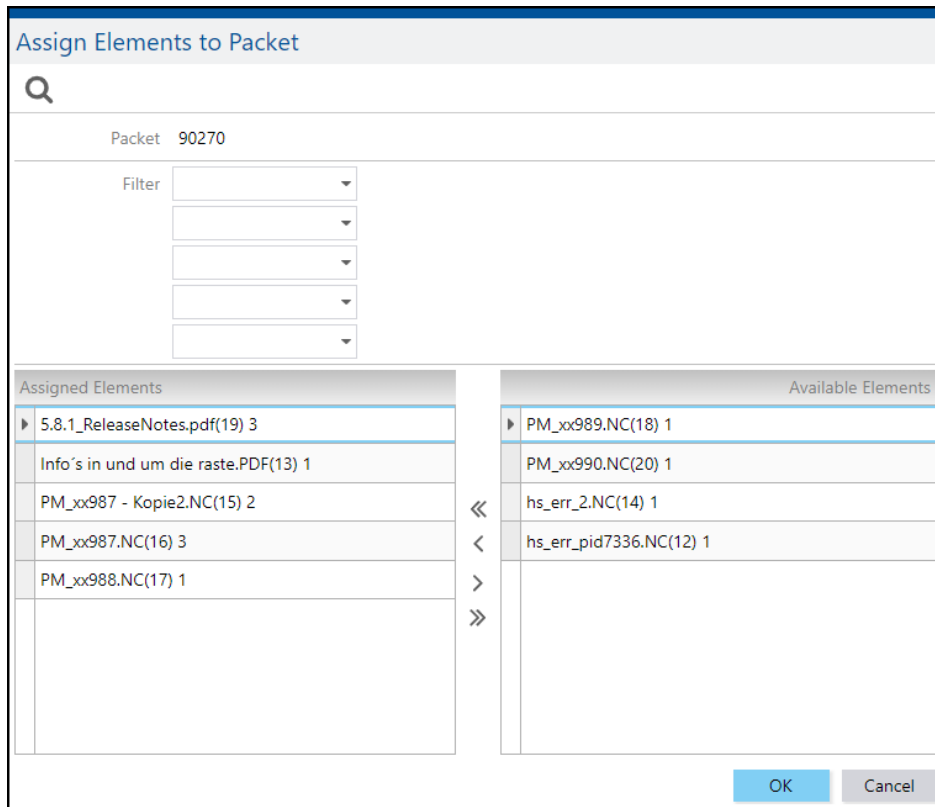 Assign Elements to Packet
Packet 90270
Filter
Assigned Elements
Available Elements
5.8.1_ReleaseNotes.pdf(19) 3
Info´s in und um die raste.PDF(13) 1
PM_xx987 - Kopie2.NC(15) 2
PM_xx987.NC(16) 3
PM_xx988.NC(17) 1
PM_xx989.NC(18) 1
PM_xx990.NC(20) 1
hs_err_2.NC(14) 1
hs_err_pid7336.NC(12) 1
OK
Cancel